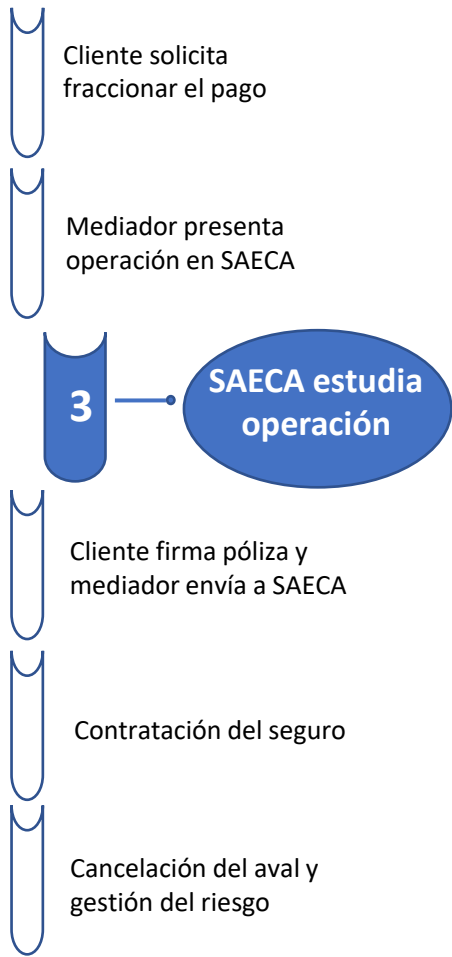 Cliente solicita
fraccionar el pago
Mediador presenta
operación en SAECA
3
SAECA estudia
operación
Cliente firma póliza y
mediador envía a SAECA
Contratación del seguro
Cancelación del aval y
gestión del riesgo